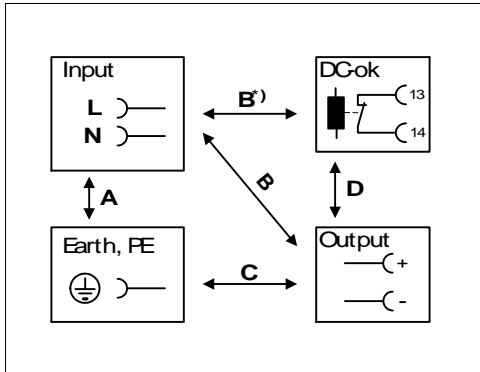 Input
L
N
B*)
DC-ok
13
14
A
B
D
Earth, PE
C
Output
+
-